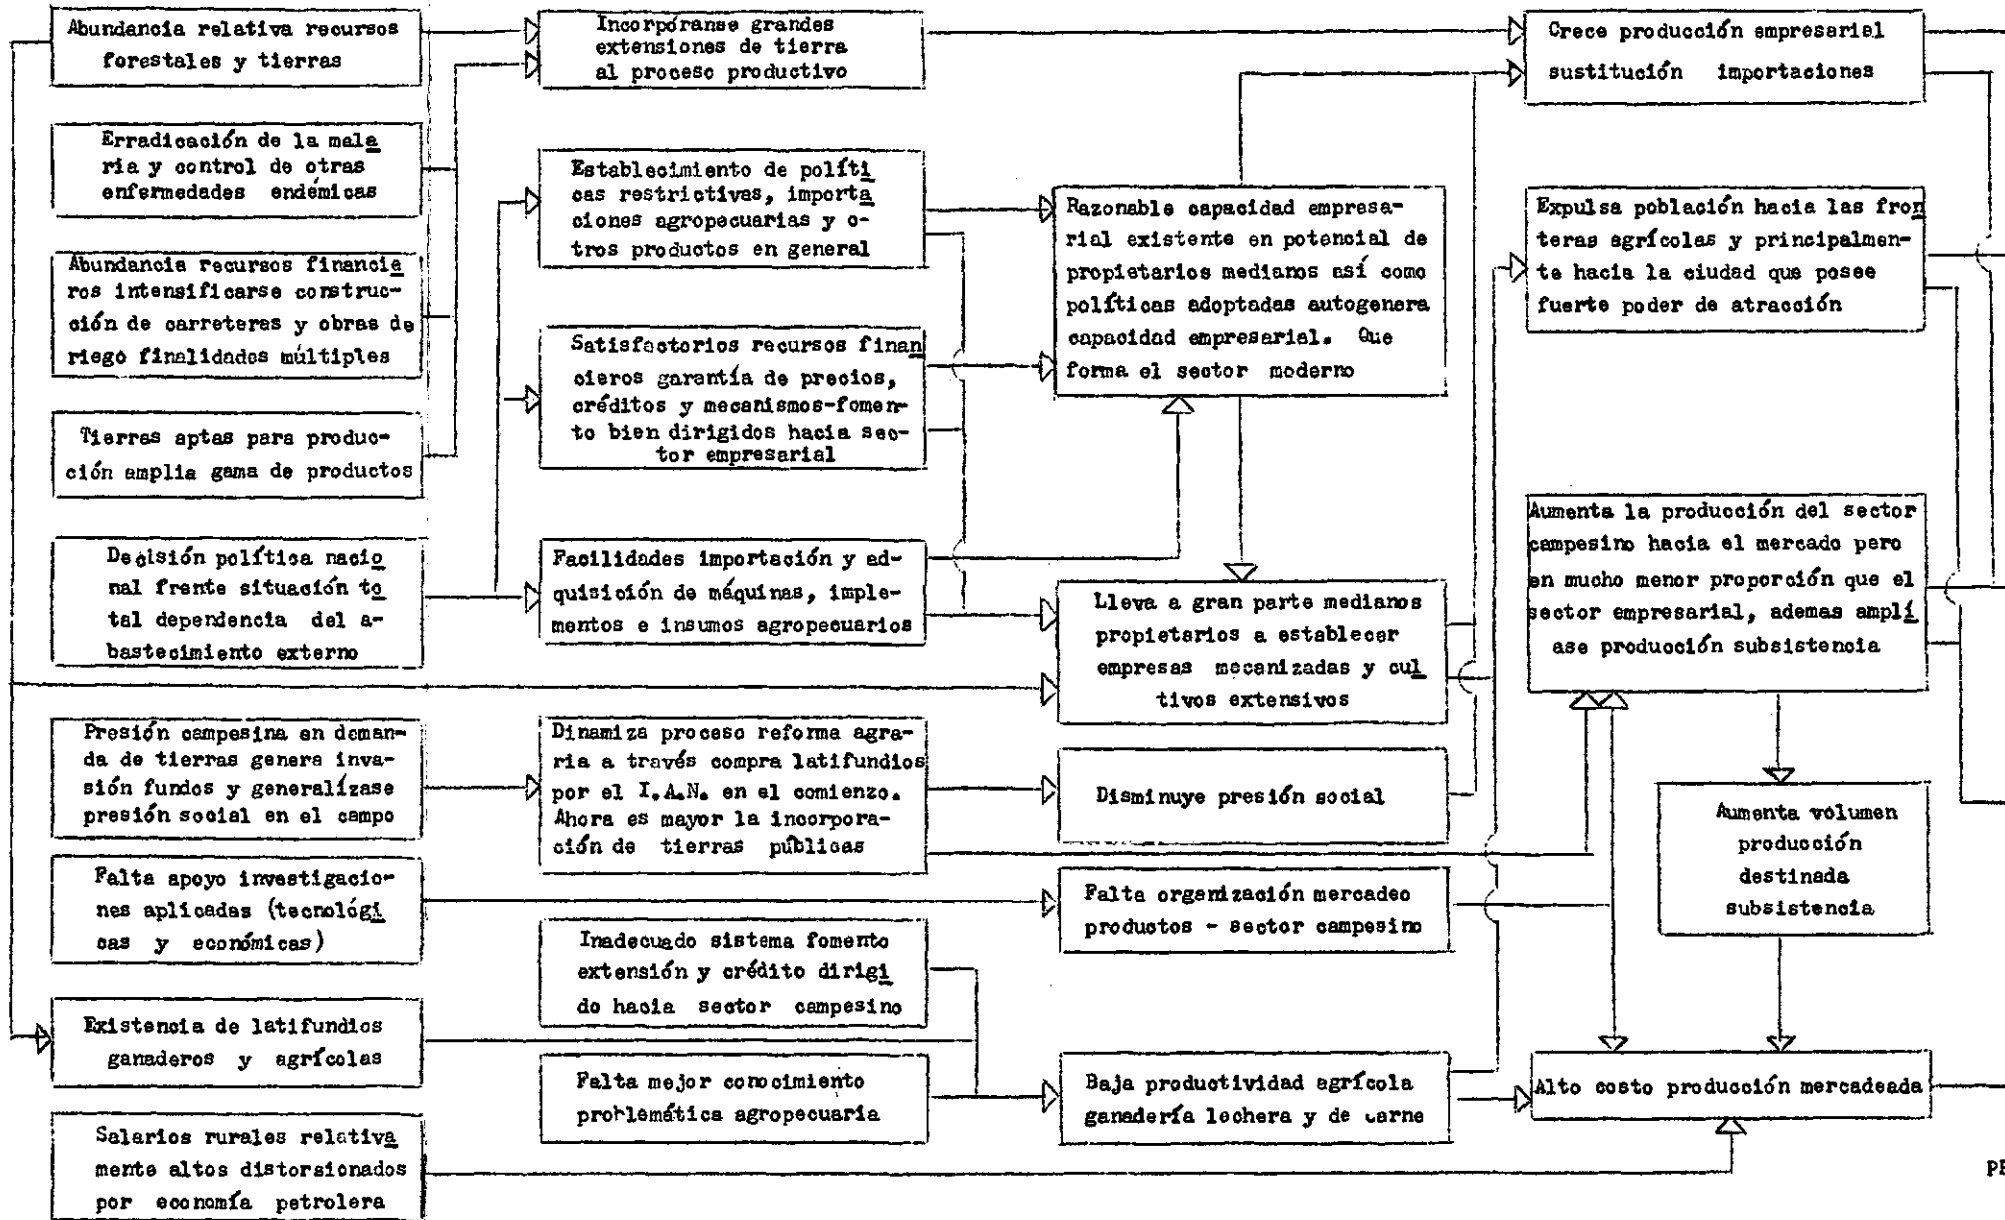 Abundancia relativa recursos
forestales y tierras
Erradicación de la mala
ria y control de otras
enfermedades endémicas
Abundancia recursos financie
ros intensificarse construc-
ción de carreteras y obras de
riego finalidados múltiples
Tierras aptas para produc-
ción amplia gama de productos
Decisión política nacio
nal frente situación to
tal dependencia del a-
bastecimiento externo
Presión campesina en deman-
da de tierras genera inva-
sión fundos y generalízase
presión social en el campo
Falta apoyo investigacio-
nes aplicadas (tecnológi
cas y económicas)
Existencia de latifundios
ganaderos y agrícolas
Salarios rurales relativa
mente altos distorsionados
por economía petrolera
Incorpóranse grandes
extensiones de tierra
al proceso productivo
Establecimiento de políti
cas restrictivas, importa
ciones agropecuarias y o-
tros productos en general
Satisfactorios recursos finan
cieros garantía de precios,
créditos y mecanismos-fomen-
to bien dirigidos hacia sec-
tor empresarial
Facilidades importación y ad-
quisición de máquinas, imple-
mentos e insumos agropecuarios
Dinamiza proceso reforma agra-
ria a través compra latifundios
por el I.A.N. en el comienzo.
Ahora es mayor la incorpora-
ción de tierras públicas
Inadecuado sistema fomento
extensión y crédito dirigi
do hacia sector campesino
Falta mejor conocimiento
problemática agropecuaria
Razonable capacidad empresa-
rial existente en potencial de
propietarios medianos así como
políticas adoptadas autogenera
capacidad empresarial. Que
forma el sector moderno
Lleva a gran parte medianos
propietarios a establecer
empresas mecanizadas y cul
tivos extensivos
Disminuye presión social
Falta organización mercadeo
productos - sector campesino
Baja productividad agrícola
ganadería lechera y de carne
Crece producción empresarial
sustitución importaciones
Expulsa población hacia las fron
teras agrícolas y principalmen-
te hacia la ciudad que posee
fuerte poder de atracción
Aumenta la producción del sector
campesino hacia el mercado pero
en mucho menor proporción que el
sector empresarial, ademas amplí
ase producción subsistencia
Aumenta volumen
producción
destinada
subsistencia
Alto costo producción mercadeada